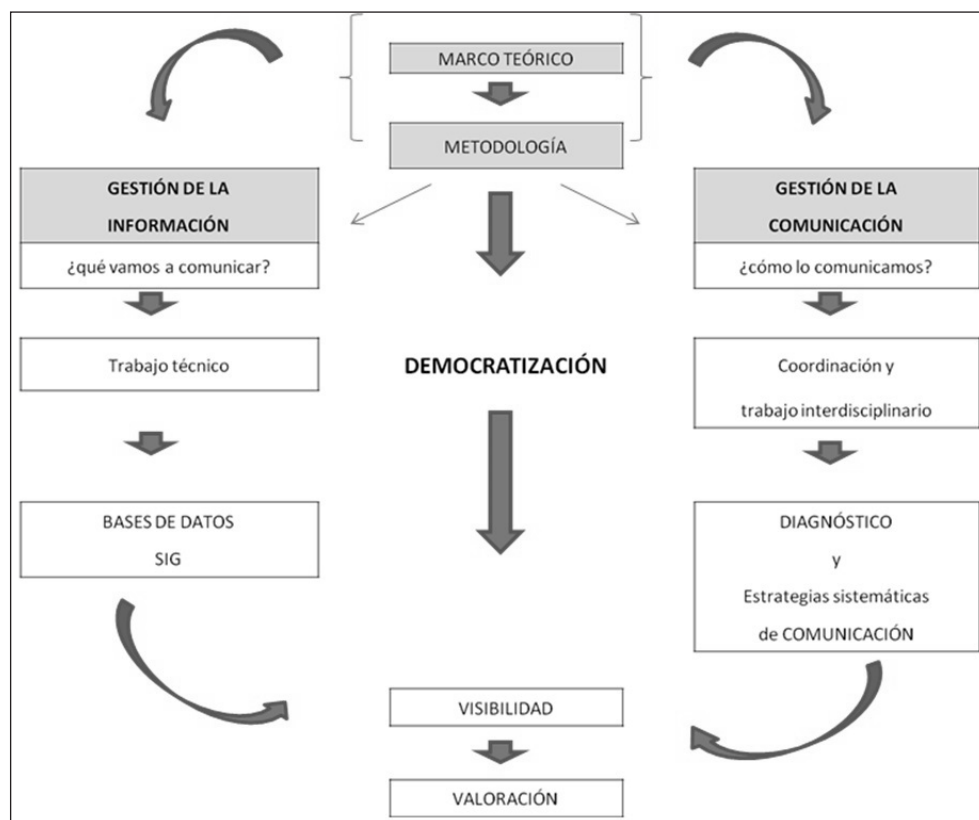 MARCO TEÓRICO
METODOLOGÍA
GESTIÓN DE LA
INFORMACIÓN
¿qué vamos a comunicar?
GESTIÓN DE LA
COMUNICACIÓN
¿cómo lo comunicamos?
Trabajo técnico
DEMOCRATIZACIÓN
Coordinación y
trabajo interdisciplinario
BASES DE DATOS
SIG
DIAGNÓSTICO
y
Estrategias sistemáticas
de COMUNICACIÓN
VISIBILIDAD
VALORACIÓN